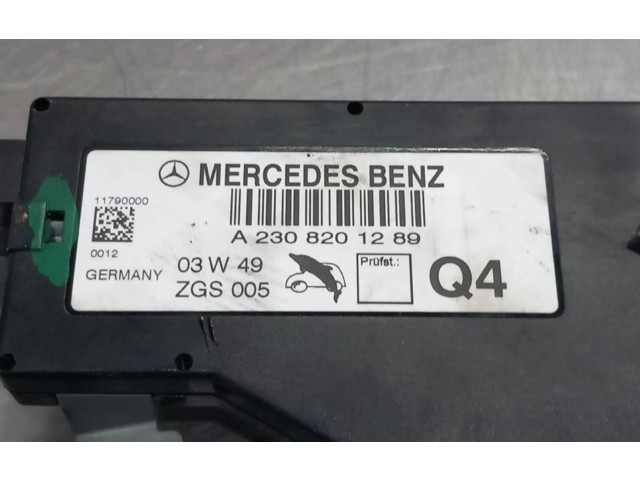 MERCEDES BENZ
11790000
A 230 820 12 89
0012
GERMANY
03 W 49
ZGS 005
Prüfst.:
Q4